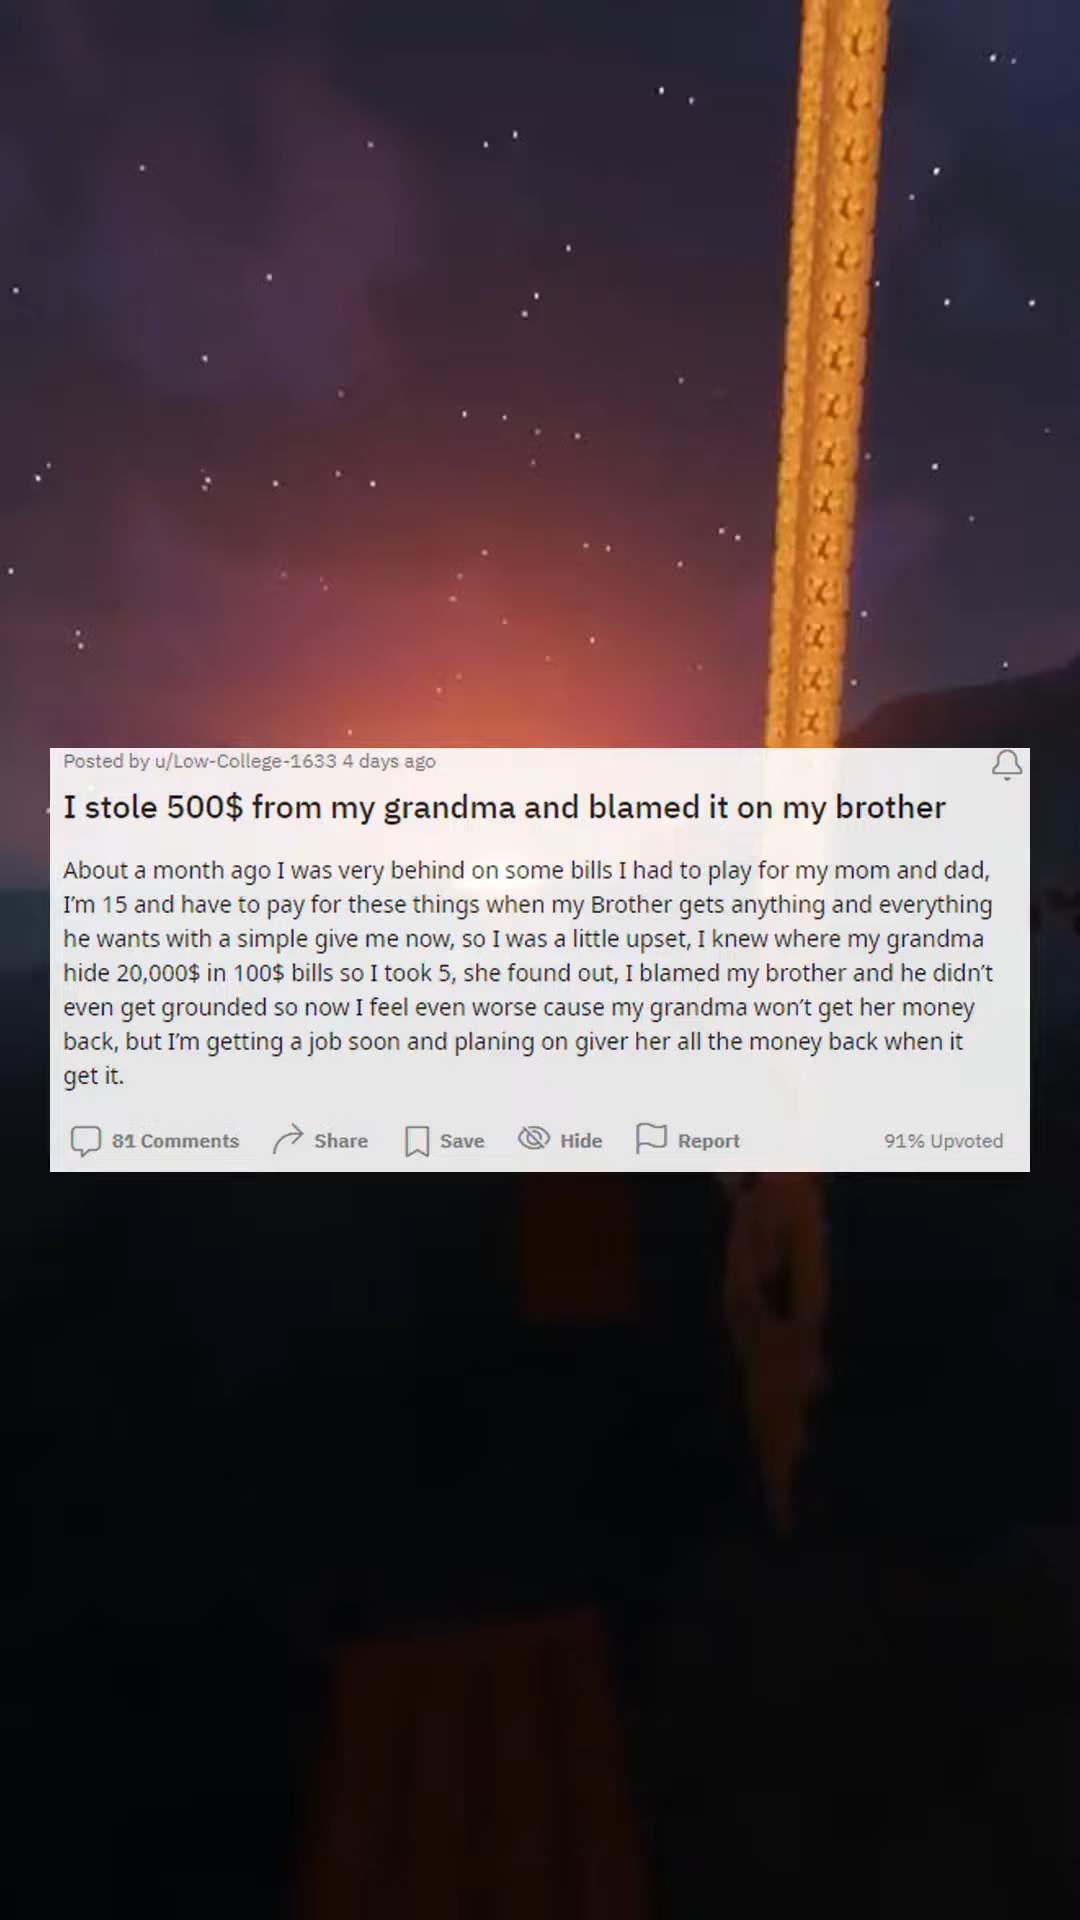 Posted by u/Low-College-1633 4 days ago
I stole 500$ from my grandma and blamed it on my brother
About a month ago I was very behind on some bills I had to play for my mom and dad,
I'm 15 and have to pay for these things when my Brother gets anything and everything
he wants with a simple give me now, so I was a little upset, I knew where my grandma
hide 20,000$ in 100$ bills so I took 5, she found out, I blamed my brother and he didn't
even get grounded so now I feel even worse cause my grandma won't get her money
back, but I'm getting a job soon and planing on giver her all the money back when it
get it.
81 Comments Share Save Hide Report 91% Upvoted